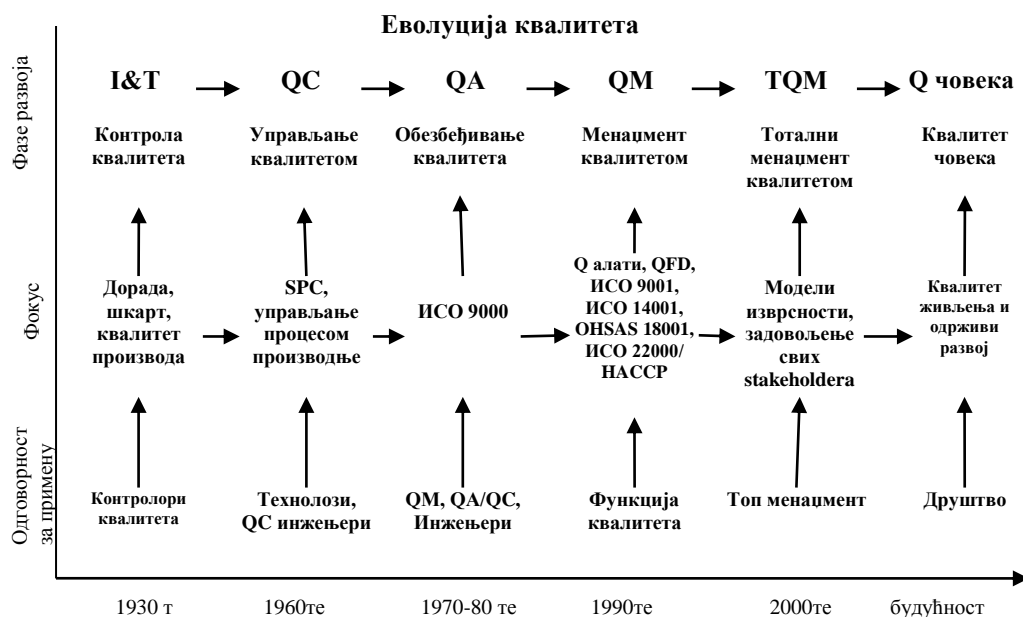 Еволуција квалитета
Фазе развоја
I&T
QC
QA
QM
TQM
Q човека
Контрола
квалитета
Управљање
квалитетом
Обезбеђивање
квалитета
Менаџмент
квалитетом
Тотални
менаџмент
квалитетом
Квалитет
човека
Фокус
Дорада,
шкарт,
квалитет
производа
SPC,
управљање
процесом
производње
ИСО 9000
Q алати, QFD,
ИСО 9001,
ИСО 14001,
OHSAS 18001,
ИСО 22000/
НАССР
Модели
изврсности,
задовољење
свих
stakeholdera
Квалитет
живљења и
одрживи
развој
Одговорност
за примену
Контролори
квалитета
Технолози,
QC инжењери
QM, QA/QC,
Инжењери
Функција
квалитета
Топ менаџмент
Друштво
1930 т
1960те
1970-80 те
1990те
2000те
будућност